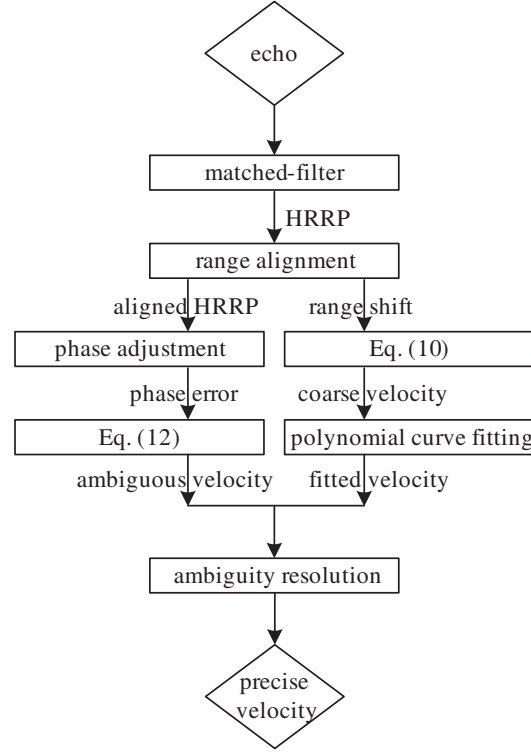 echo
matched-filter
HRRP
range alignment
aligned HRRP
range shift
phase adjustment
Eq. (10)
phase error
coarse velocity
Eq. (12)
polynomial curve fitting
ambiguous velocity
fitted velocity
ambiguity resolution
precise
velocity